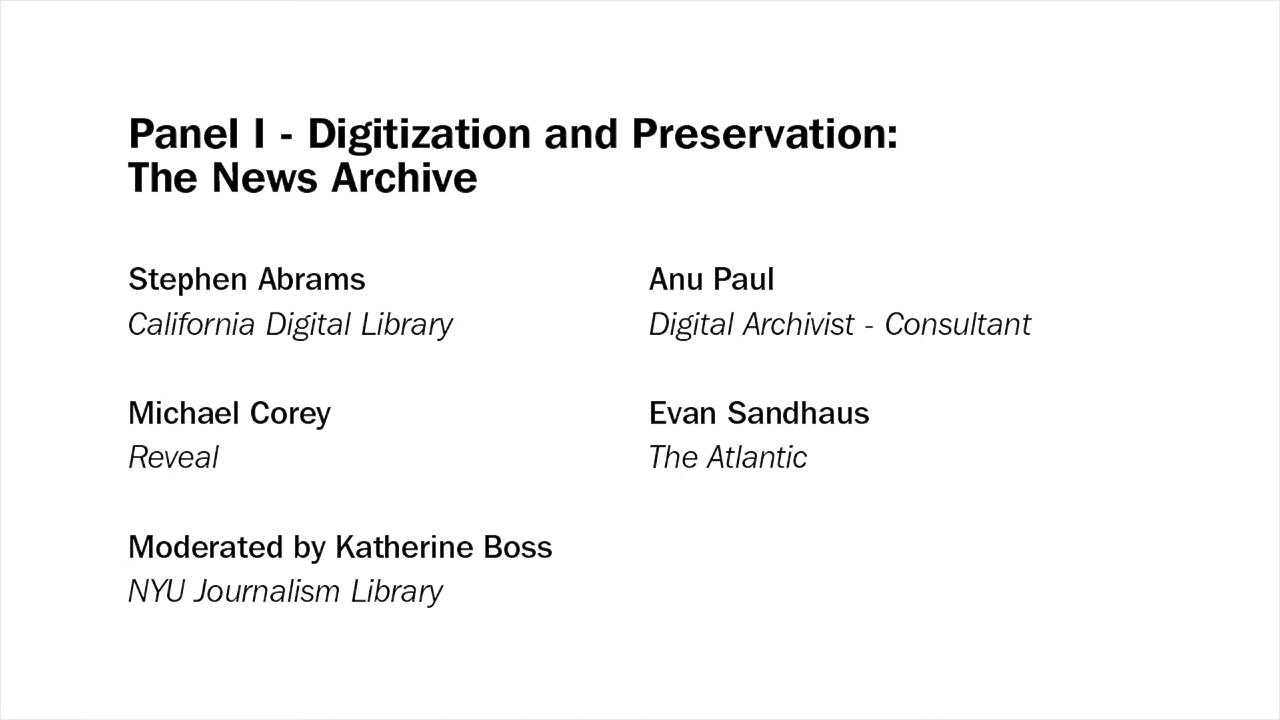 Panel I - Digitization and Preservation:
The News Archive
Stephen Abrams
California Digital Library
Anu Paul
Digital Archivist - Consultant
Michael Corey
Reveal
Evan Sandhaus
The Atlantic
Moderated by Katherine Boss
NYU Journalism Library